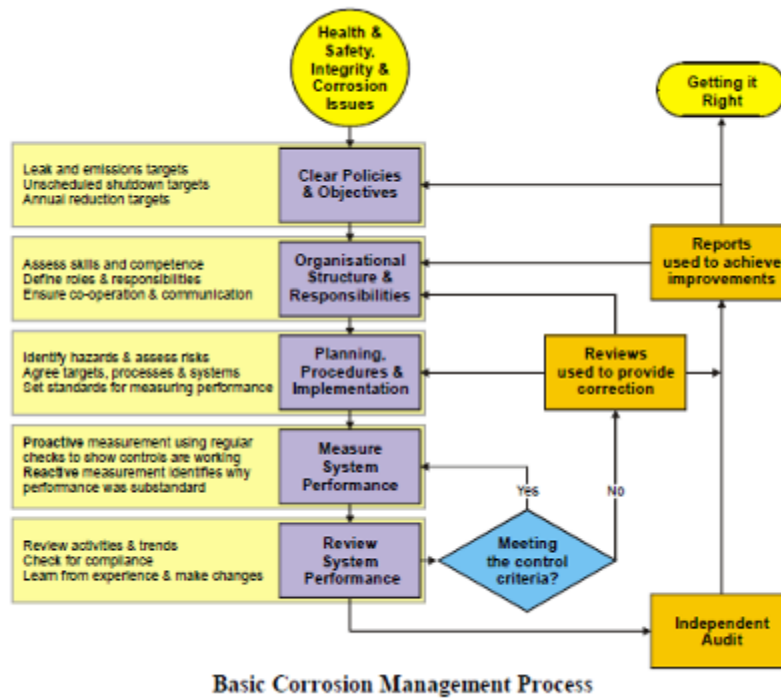 Health &
Safety,
Integrity &
Corrosion
Issues
Getting it
Right
Leak and emissions targets
Unscheduled shutdown targets
Annual reduction targets
Clear Policies
& Objectives
Assess skills and competence
Define roles & responsibilities
Ensure co-operation & communication
Organisational
Structure &
Responsibilities
Reports
used to achieve
improvements
Identify hazards & assess risks
Agree targets, processes & systems
Set standards for measuring performance
Planning,
Procedures &
Implementation
Reviews
used to provide
correction
Proactive measurement using regular
checks to show controls are working
Reactive measurement identifies why
performance was substandard
Measure
System
Performance
Yes
No
Review activities & trends
Check for compliance
Learn from experience & make changes
Review
System
Performance
Meeting
the control
criteria?
Independent
Audit
Basic Corrosion Management Process